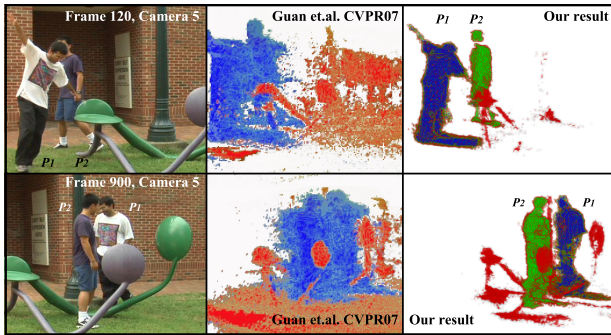 Frame 120, Camera 5
Guan et.al. CVPR07
Our result
P1
P2
P1
P2
Frame 900, Camera 5
P2
P1
Guan et.al. CVPR07
P2
P1
Our result